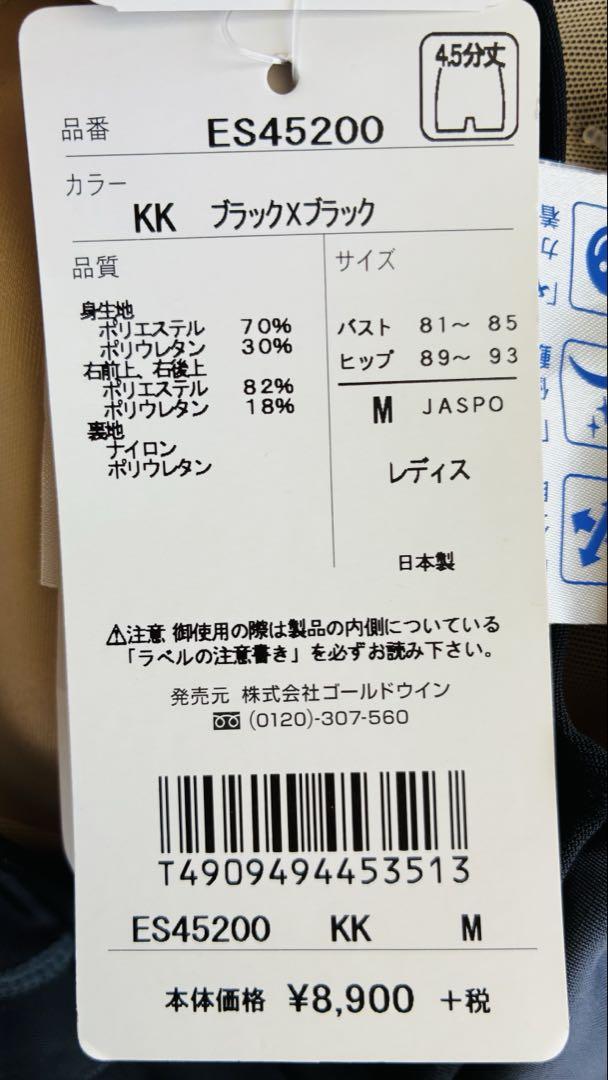 4.5分丈
品番 ES45200
カラー
KK ブラックXブラック
品質
身生地
ポリエステル 70%
ポリウレタン 30%
右前上、右後上
ポリエステル 82%
ポリウレタン 18%
裏地
ナイロン
ポリウレタン
サイズ
バスト 81〜 85
ヒップ 89〜 93
M JASPO
レディス
日本製
⚠注意 御使用の際は製品の内側についている
「ラベルの注意書き」を必ずお読み下さい。
発売元 株式会社ゴールドウイン
(0120)-307-560
T4909494453513
ES45200 KK M
本体価格 ¥8,900 +税